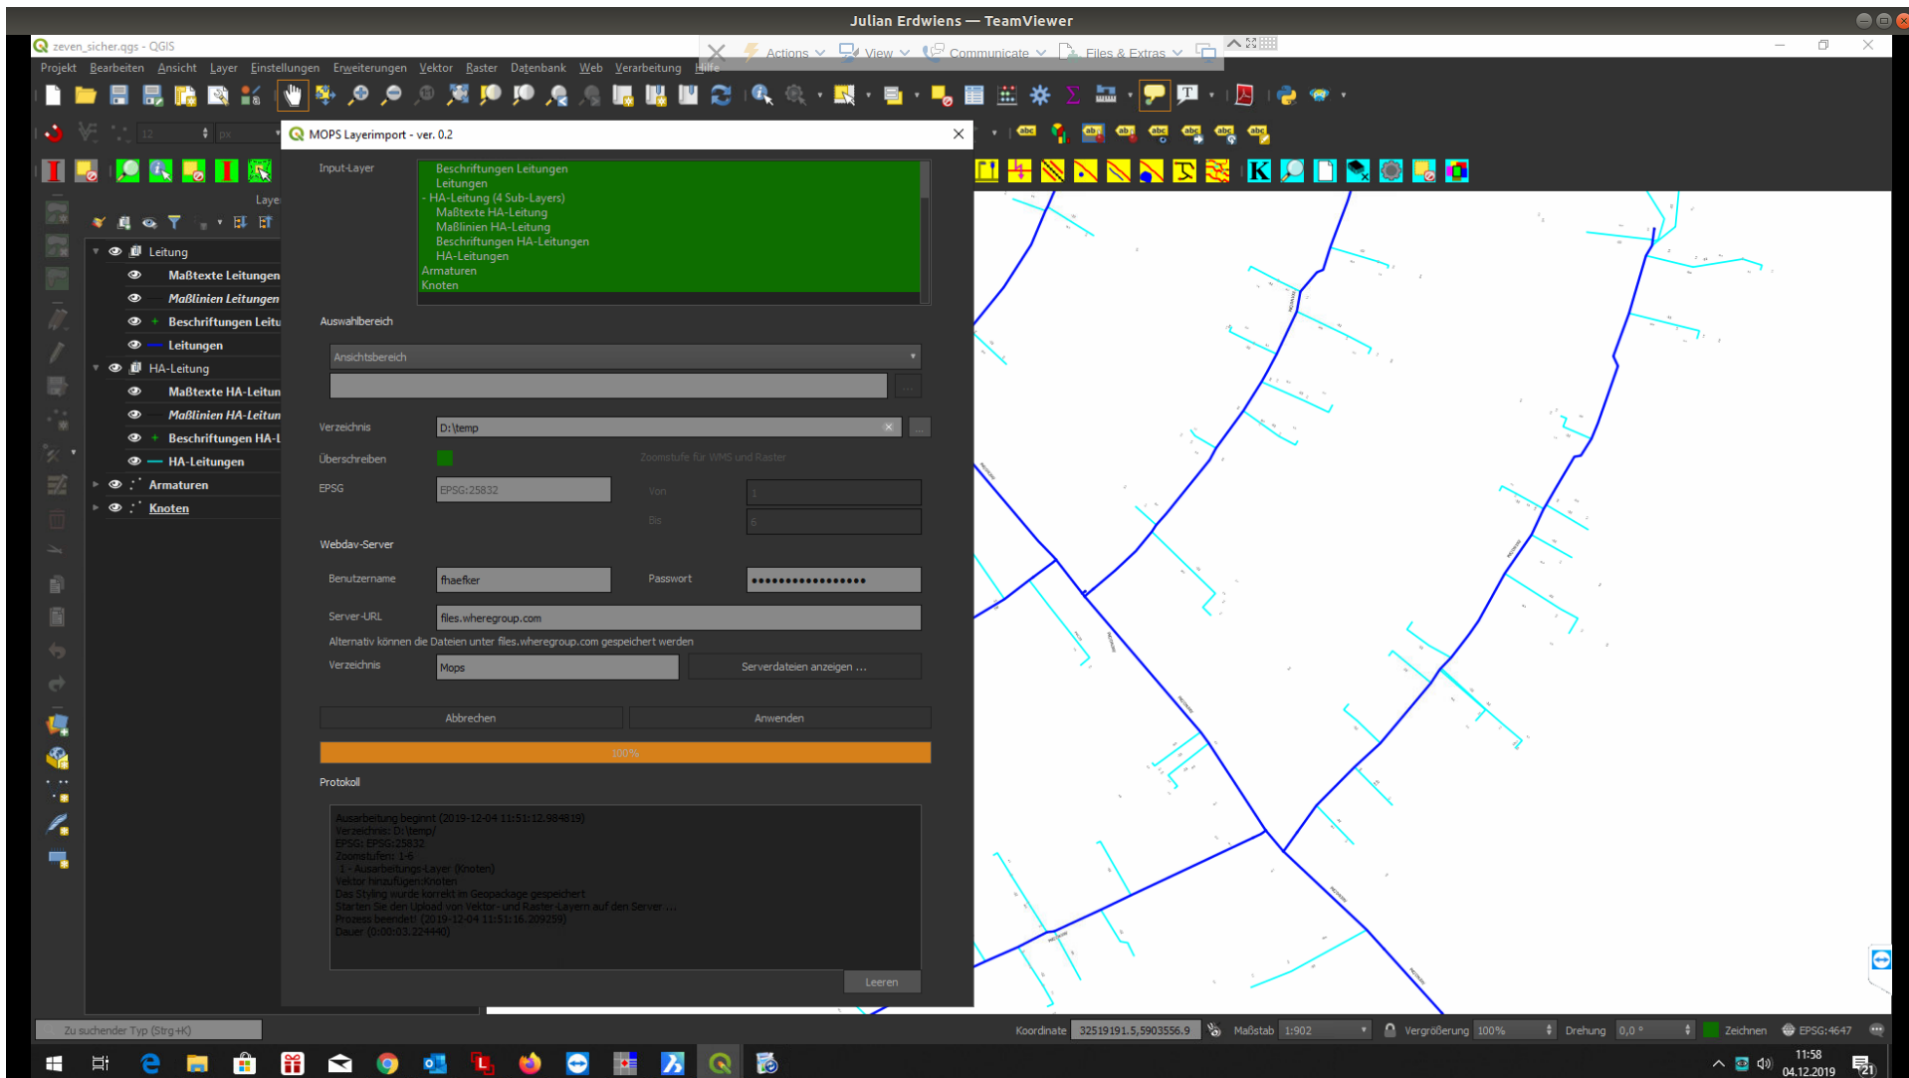 Julian Erdwiens — TeamViewer
zeven_sicher.qgs - QGIS
Actions View Communicate Files & Extras
Projekt Bearbeiten Ansicht Layer Einstellungen Erweiterungen Vektor Raster Datenbank Web Verarbeitung Hilfe
12 px
MOPS Layerimport - ver. 0.2
Input-Layer
Beschriftungen Leitungen
Leitungen
- HA-Leitung (4 Sub-Layers)
Maßtexte HA-Leitung
Maßlinien HA-Leitung
Beschriftungen HA-Leitungen
HA-Leitungen
Armaturen
Knoten
Laye
Leitung
Maßtexte Leitungen
Maßlinien Leitungen
Beschriftungen Leitu
Leitungen
HA-Leitung
Maßtexte HA-Leitun
Maßlinien HA-Leitun
Beschriftungen HA-L
HA-Leitungen
Armaturen
Knoten
Auswahlbereich
Ansichtsbereich
Verzeichnis D:\temp
Überschreiben Zoomstufe für WMS und Raster
EPSG EPSG:25832 Von 1
Bis 6
Webdav-Server
Benutzername fhaefker Passwort
Server-URL files.wheregroup.com
Alternativ können die Dateien unter files.wheregroup.com gespeichert werden
Verzeichnis Mops Serverdateien anzeigen ...
Abbrechen Anwenden
100%
Protokoll
Ausarbeitung beginnt (2019-12-04 11:51:12.984819)
Verzeichnis: D:\temp/
EPSG: EPSG:25832
Zoomstufen: 1-6
1 - Ausarbeitungs-Layer (Knoten)
Vektor hinzufügen:Knoten
Das Styling wurde korrekt im Geopackage gespeichert
Starten Sie den Upload von Vektor- und Raster-Layern auf den Server ...
Prozess beendet! (2019-12-04 11:51:16.209259)
Dauer (0:00:03.224440)
Leeren
Zu suchender Typ (Strg+K)
Koordinate 32519191.5,5903556.9 Maßstab 1:902 Vergrößerung 100% Drehung 0,0 ° Zeichnen EPSG:4647
11:58
04.12.2019
21